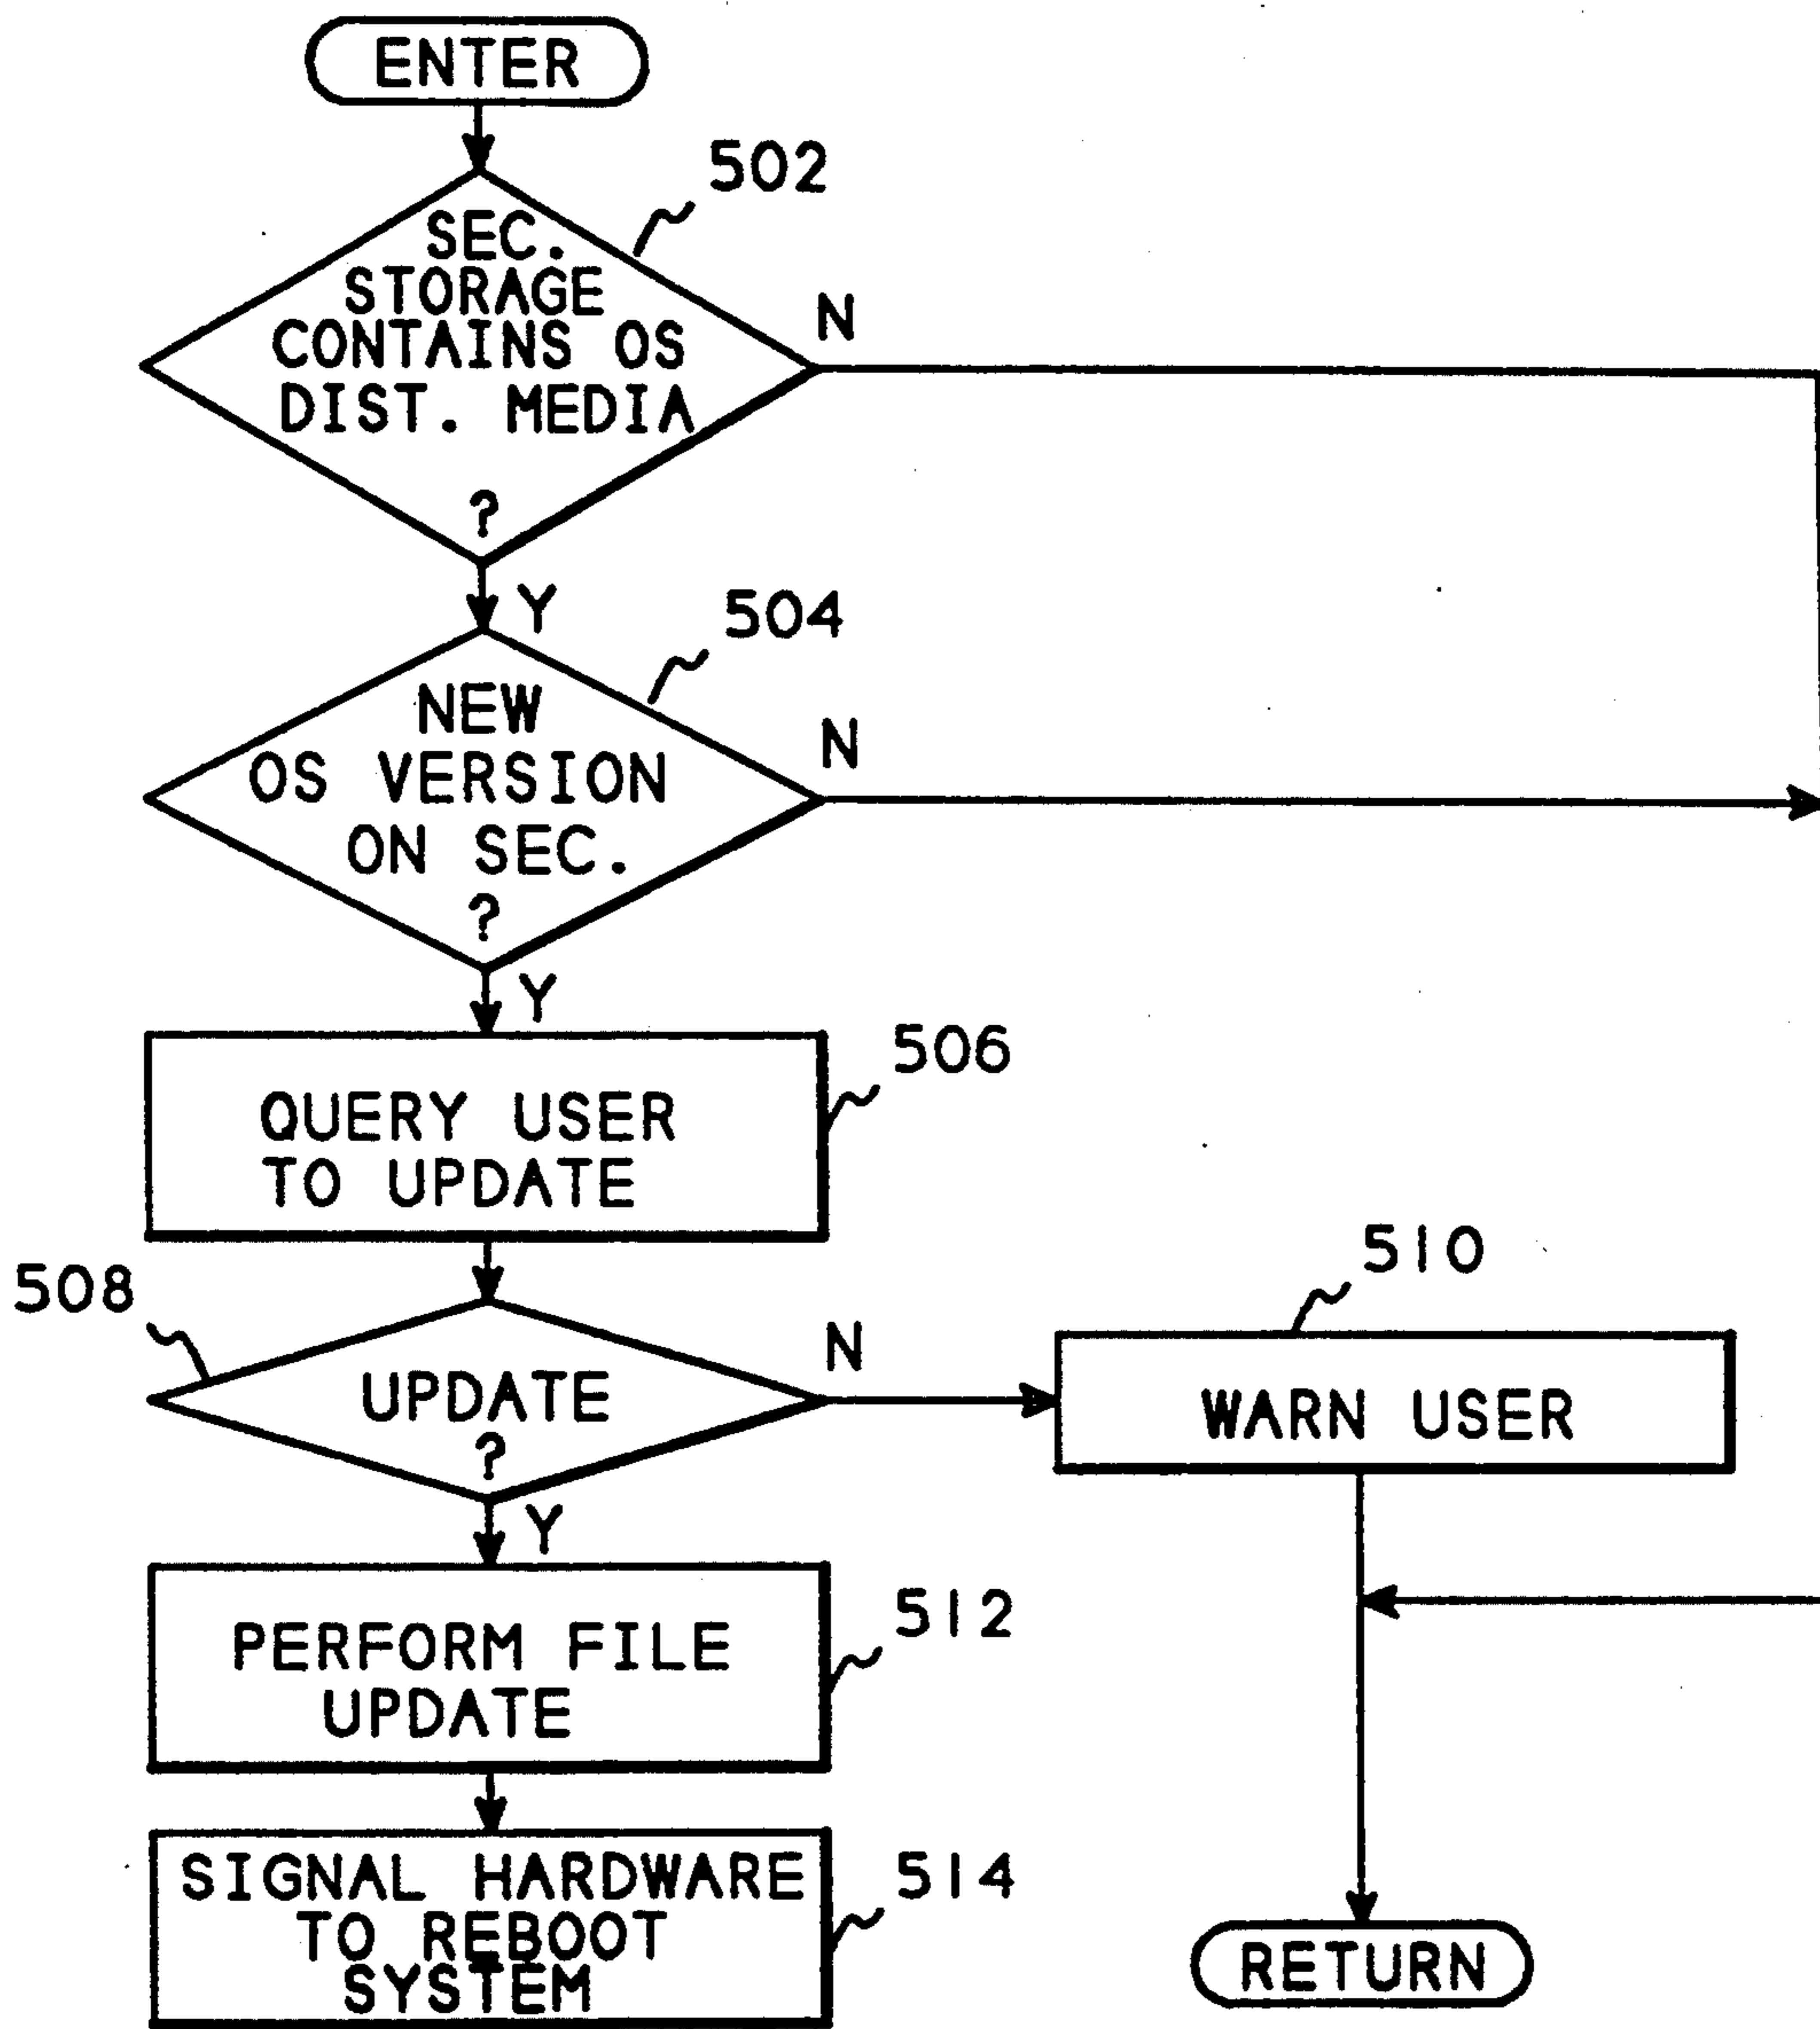 ENTER
502
SEC.
STORAGE
CONTAINS OS
DIST. MEDIA
?
N
Y
504
NEW
OS VERSION
ON SEC.
?
N
Y
506
QUERY USER
TO UPDATE
508
UPDATE
?
N
Y
510
WARN USER
512
PERFORM FILE
UPDATE
514
SIGNAL HARDWARE
TO REBOOT
SYSTEM
RETURN